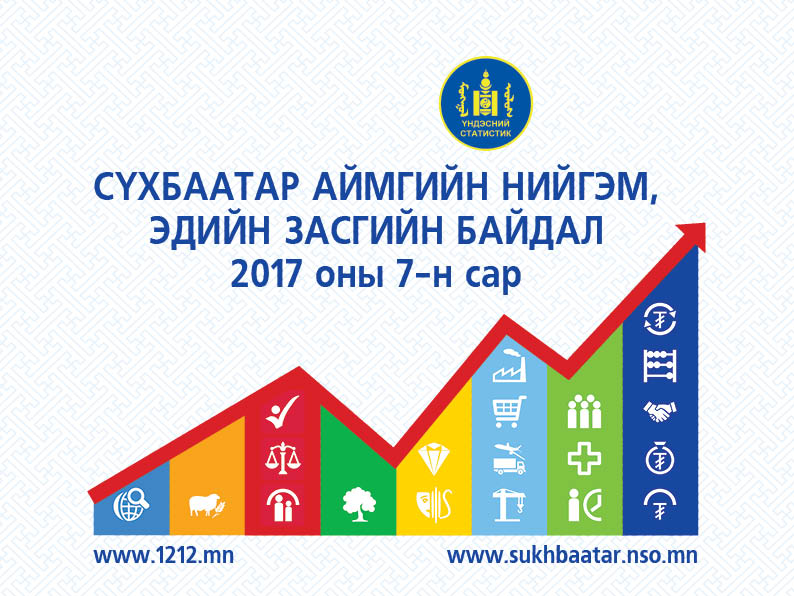 ҮНДЭСНИЙ
СТАТИСТИК
СҮХБААТАР АЙМГИЙН НИЙГЭМ,
ЭДИЙН ЗАСГИЙН БАЙДАЛ
2017 оны 7-н сар
www.1212.mn
www.sukhbaatar.nso.mn